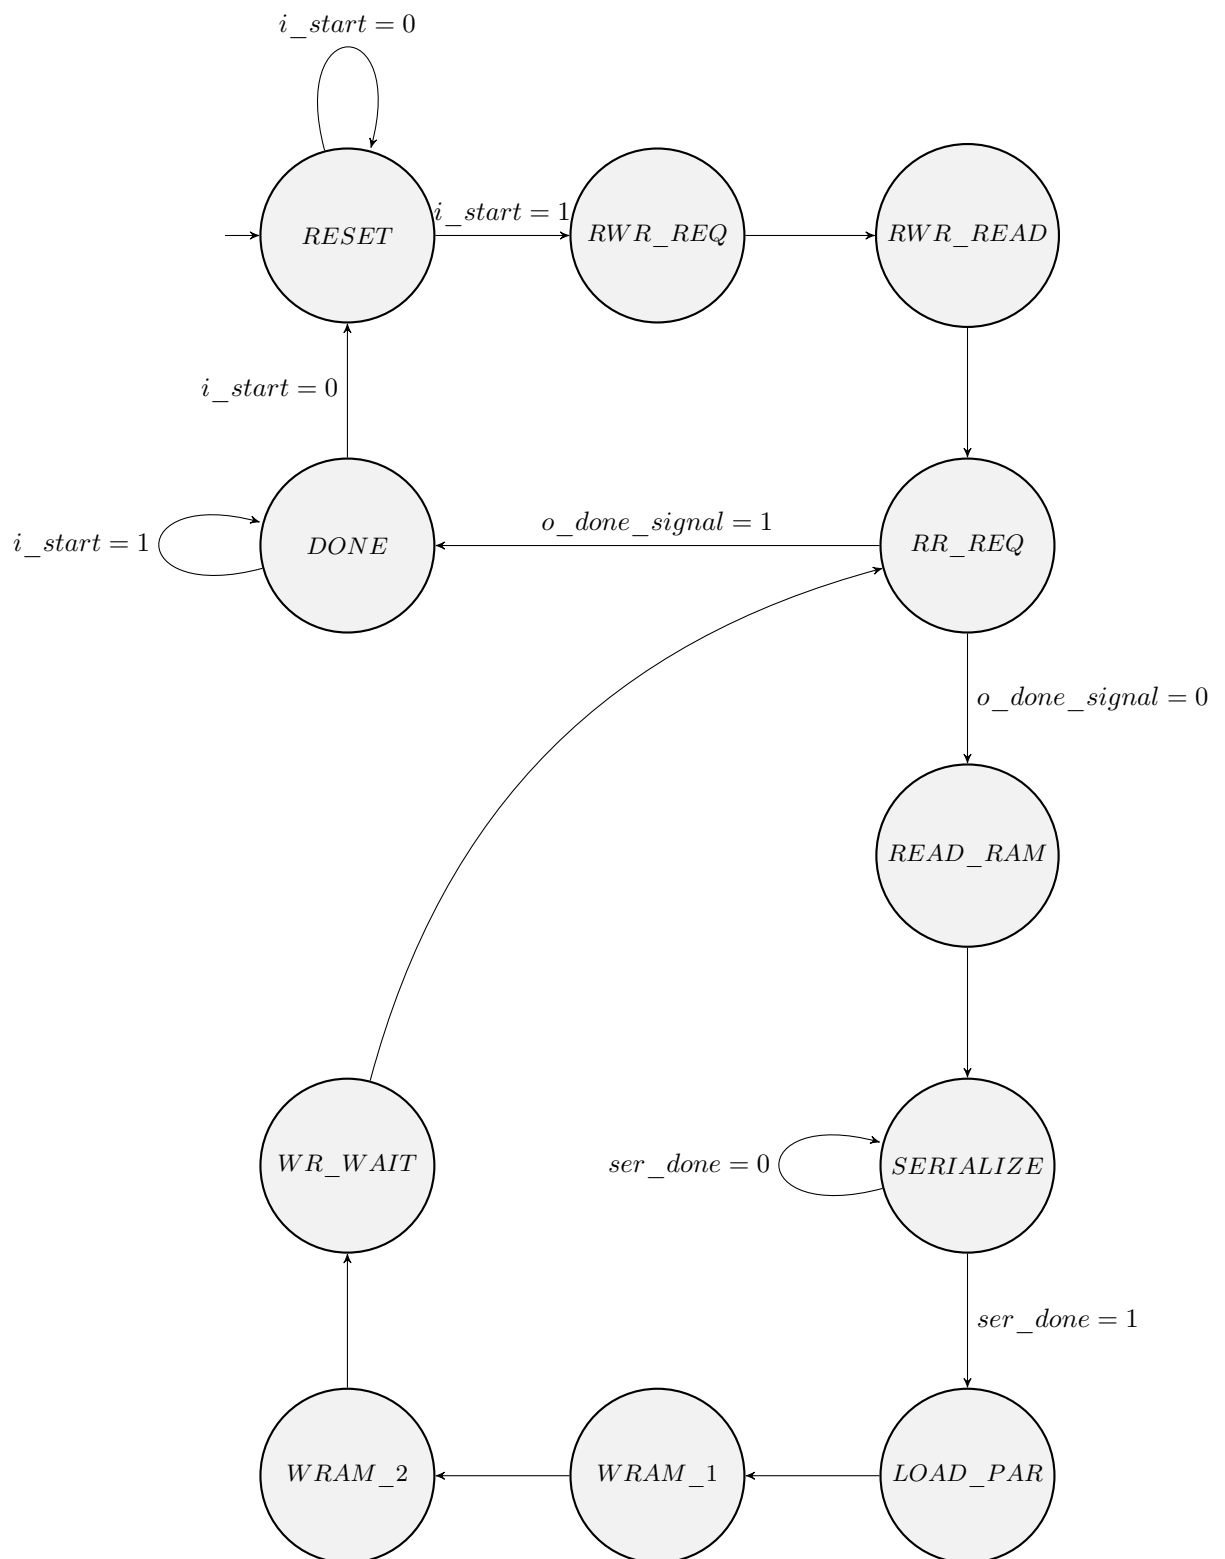 i_start = 0
RESET
i_start = 1
RWR_REQ
RWR_READ
i_start = 0
i_start = 1
DONE
o_done_signal = 1
RR_REQ
o_done_signal = 0
READ_RAM
WR_WAIT
ser_done = 0
SERIALIZE
ser_done = 1
WRAM_2
WRAM_1
LOAD_PAR